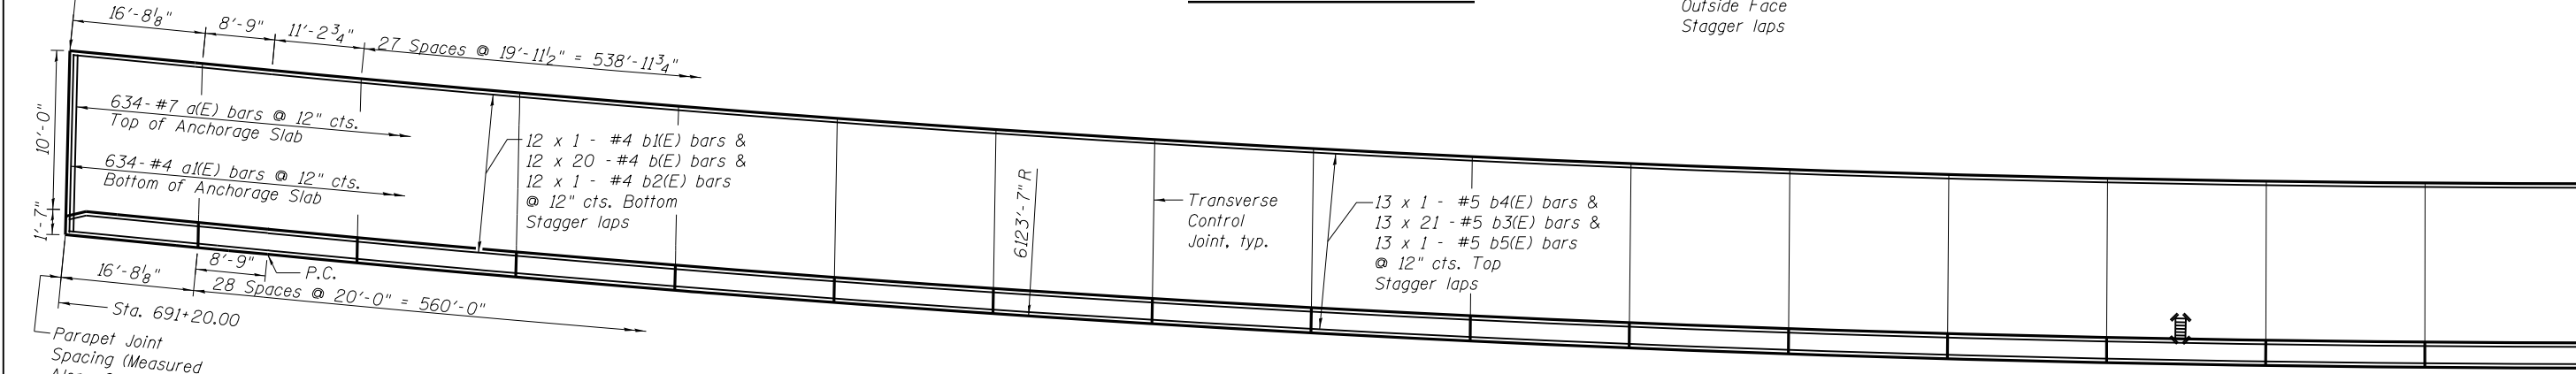 Outside Face
Stagger laps
16'-8⅛"
8'-9"
11'-2¾"
27 Spaces @ 19'-11½" = 538'-11¾"
10'-0"
1'-7"
634-#7 a(E) bars @ 12" cts.
Top of Anchorage Slab
634-#4 a1(E) bars @ 12" cts.
Bottom of Anchorage Slab
12 x 1 - #4 b1(E) bars &
12 x 20 -#4 b(E) bars &
12 x 1 - #4 b2(E) bars
@ 12" cts. Bottom
Stagger laps
6123'-7" R
Transverse
Control
Joint, typ.
13 x 1 - #5 b4(E) bars &
13 x 21 -#5 b3(E) bars &
13 x 1 - #5 b5(E) bars
@ 12" cts. Top
Stagger laps
16'-8⅛"
8'-9"
P.C.
28 Spaces @ 20'-0" = 560'-0"
Sta. 691+20.00
Parapet Joint
Spacing (Measured